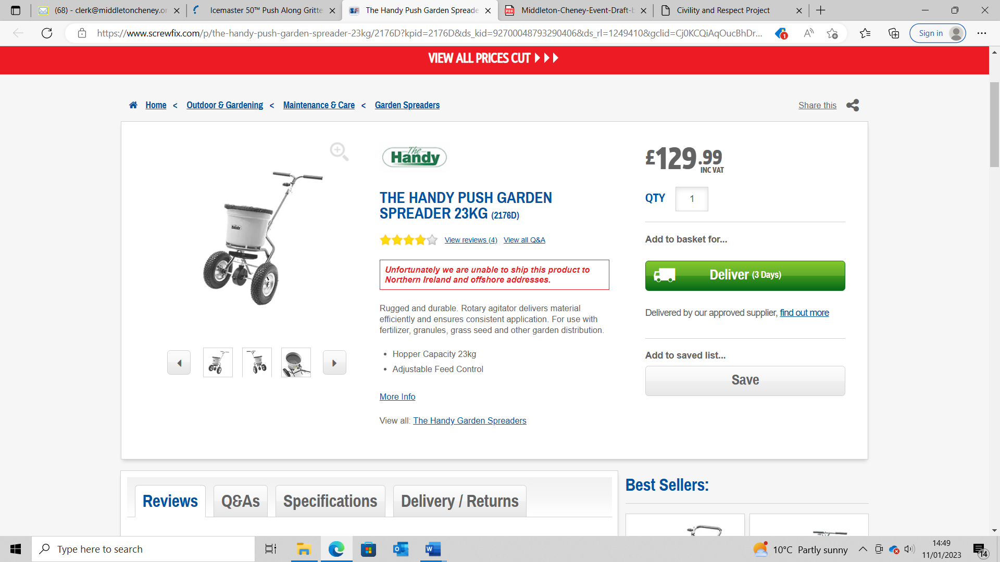 (68) - clerk@middletoncheney.or
Icemaster 50™ Push Along Gritte
The Handy Push Garden Spreade
Middleton-Cheney-Event-Draft-b
Civility and Respect Project
https://www.screwfix.com/p/the-handy-push-garden-spreader-23kg/2176D?kpid=2176D&ds_kid=92700048793290406&ds_rl=1249410&gclid=Cj0KCQiAqOucBhDr...
1
Sign in
VIEW ALL PRICES CUT
Home < Outdoor & Gardening < Maintenance & Care < Garden Spreaders
Share this
The
Handy
£129.99
INC VAT
THE HANDY PUSH GARDEN
SPREADER 23KG (2176D)
QTY 1
View reviews (4) View all Q&A
Add to basket for...
Unfortunately we are unable to ship this product to
Northern Ireland and offshore addresses.
Deliver (3 Days)
Rugged and durable. Rotary agitator delivers material
efficiently and ensures consistent application. For use with
fertilizer, granules, grass seed and other garden distribution.
Delivered by our approved supplier, find out more
Hopper Capacity 23kg
Adjustable Feed Control
Add to saved list...
Save
More Info
View all: The Handy Garden Spreaders
Handy
Reviews
Q&As
Specifications
Delivery / Returns
Best Sellers:
Type here to search
10°C Partly sunny
14:49
11/01/2023
14